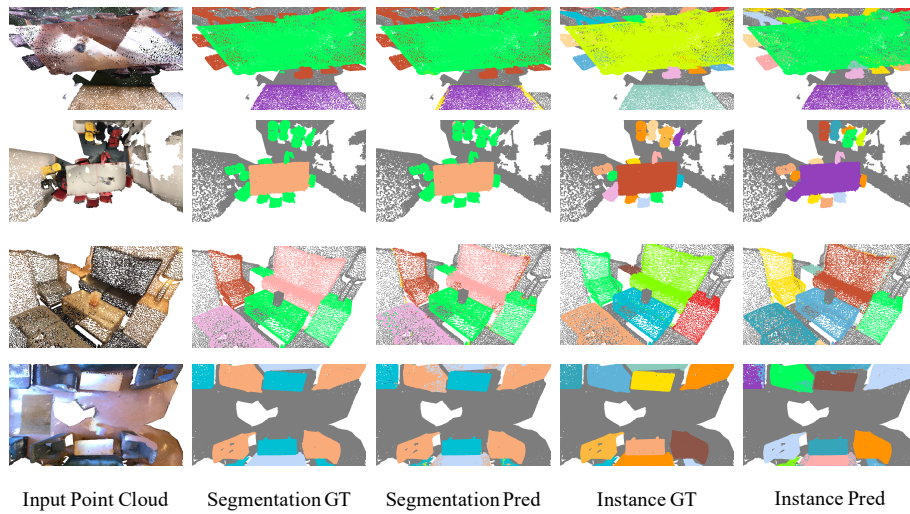 Input Point Cloud
Segmentation GT
Segmentation Pred
Instance GT
Instance Pred